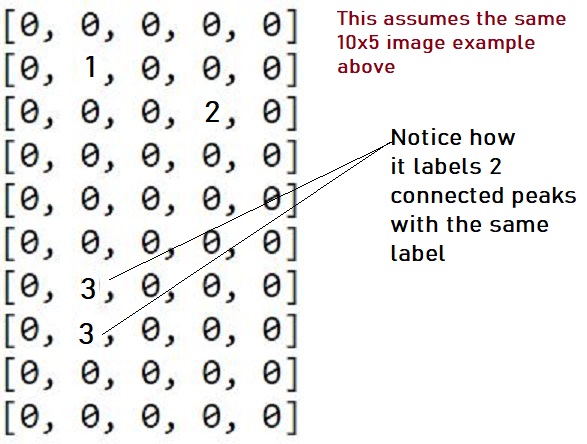 [0, 0, 0, 0, 0]
This assumes the same
10x5 image example
above
[0, 1, 0, 0, 0]
[0, 0, 0, 2, 0]
[0, 0, 0, 0, 0]
[0, 0, 0, 0, 0]
[0, 0, 0, 0, 0]
[0, 3, 0, 0, 0]
[0, 3, 0, 0, 0]
[0, 0, 0, 0, 0]
[0, 0, 0, 0, 0]
Notice how
it labels 2
connected peaks
with the same
label